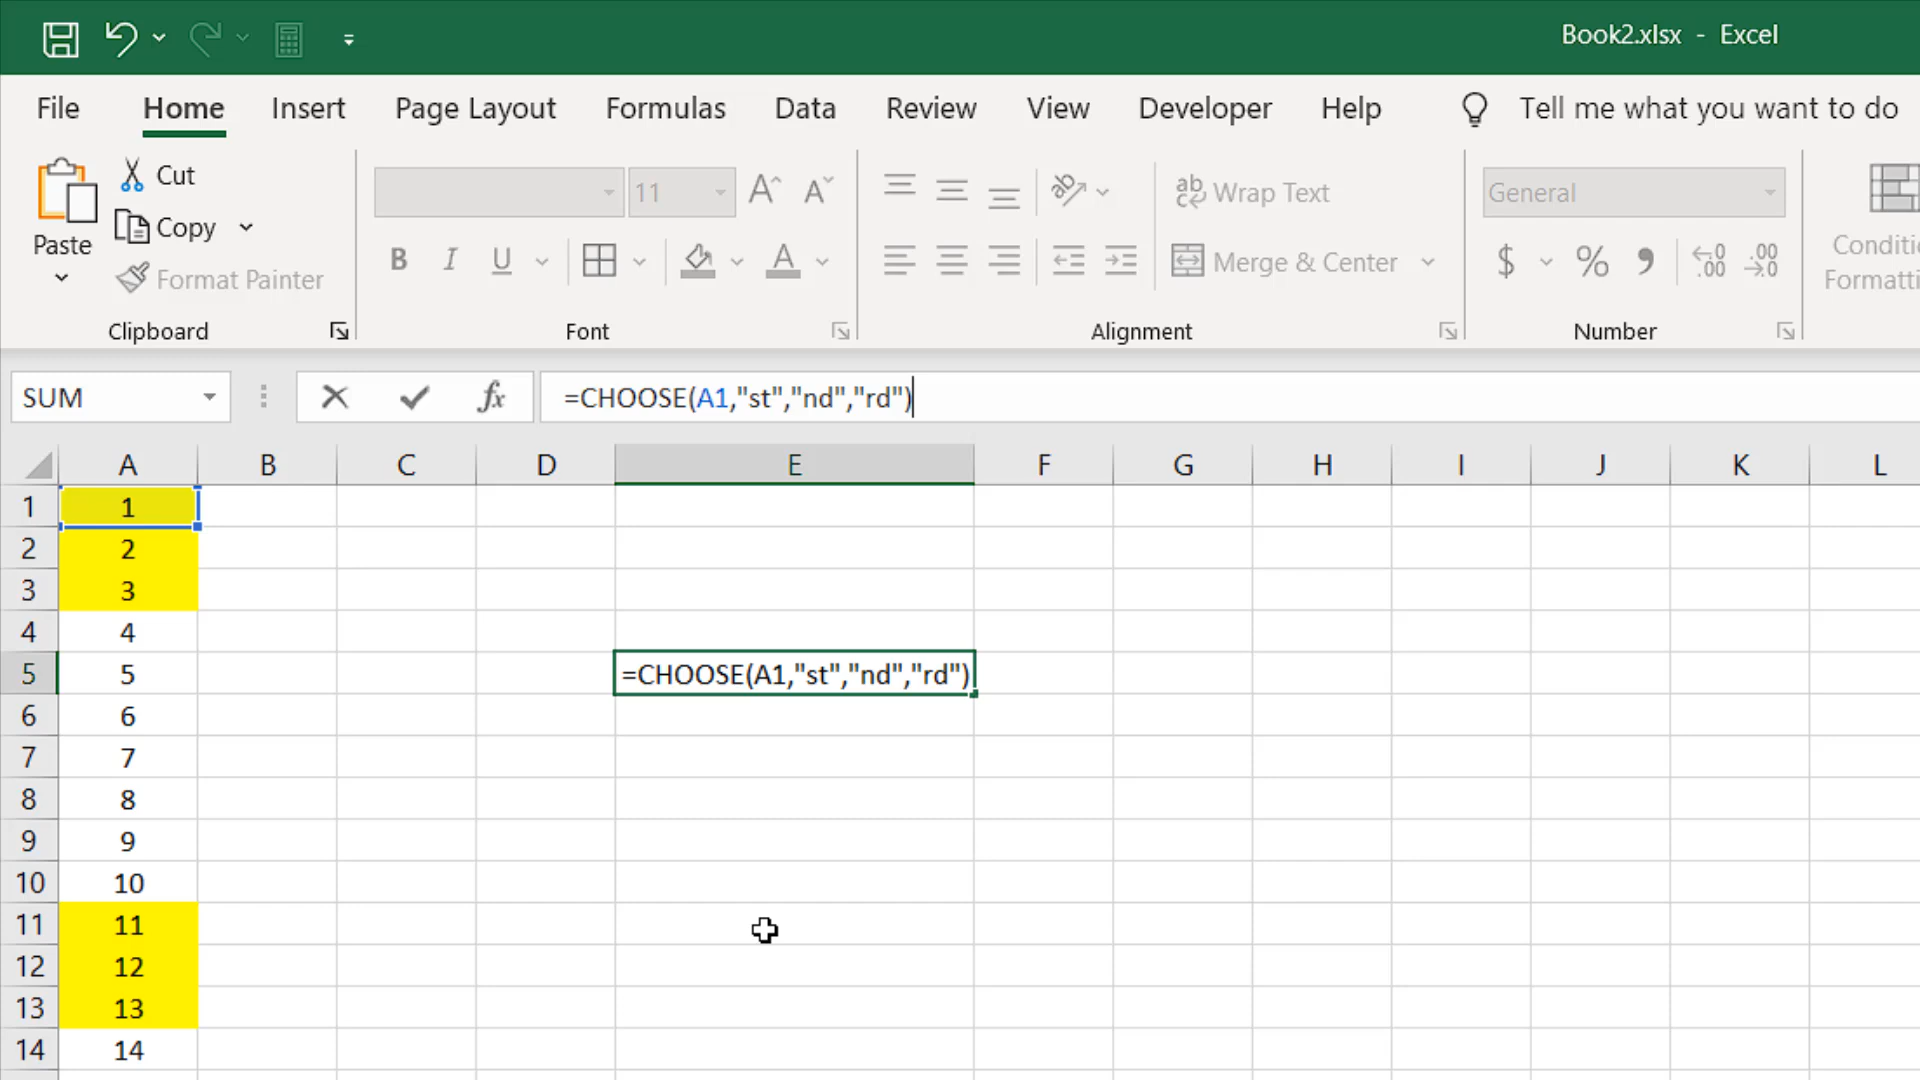 Book2.xlsx - Excel
File Home Insert Page Layout Formulas Data Review View Developer Help Tell me what you want to do
Paste
Cut
Copy
Format Painter
Clipboard
11
Font
Wrap Text
Merge & Center
Alignment
General
$ % ,
Number
Conditio
Formatti
SUM
=CHOOSE(A1,"st","nd","rd")
A B C D E F G H I J K L
1 1
2 2
3 3
4 4
5 5 =CHOOSE(A1,"st","nd","rd")
6 6
7 7
8 8
9 9
10 10
11 11
12 12
13 13
14 14